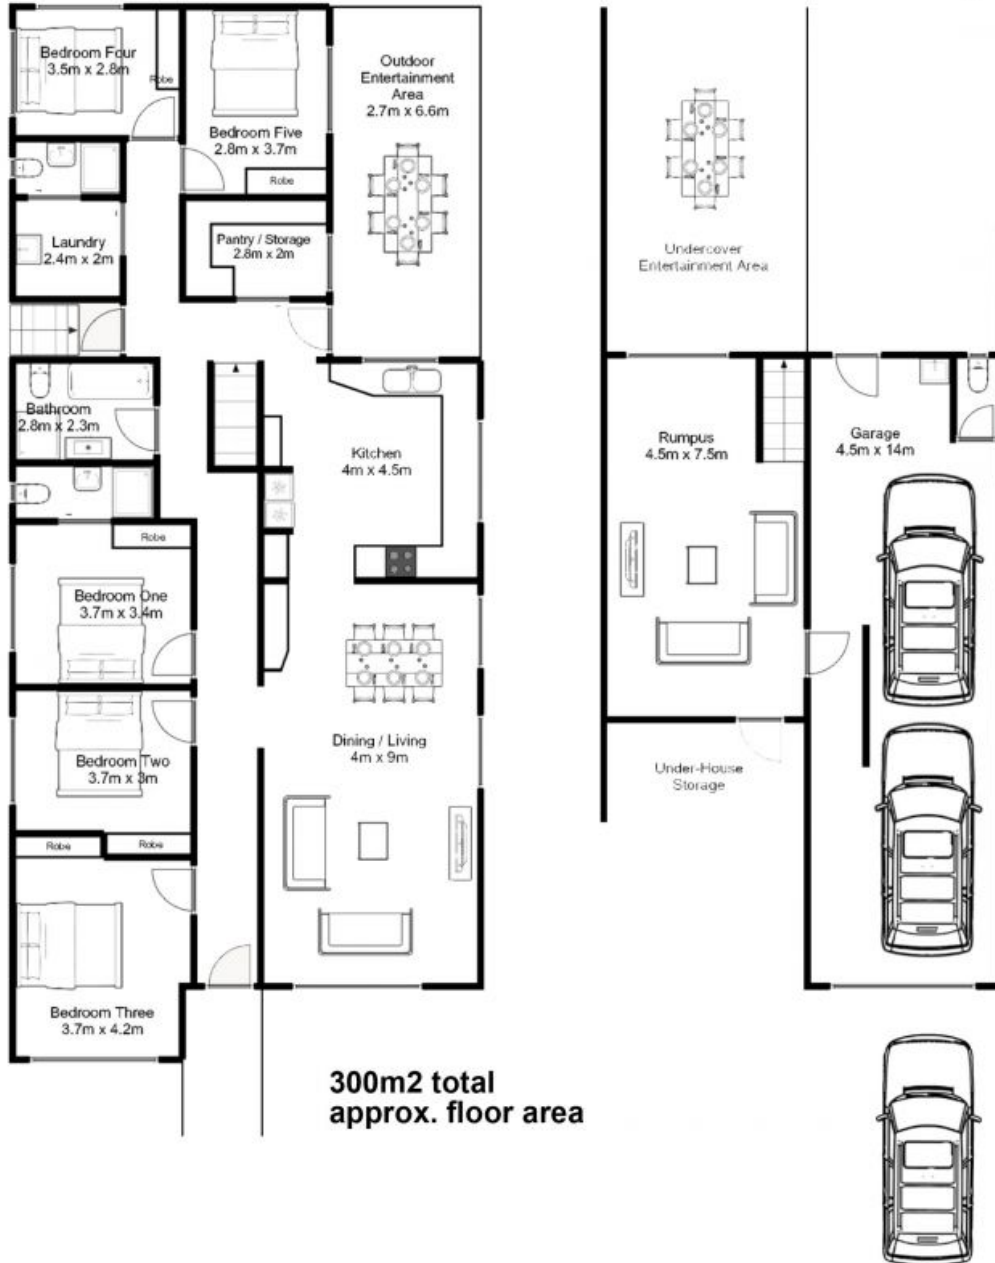 Bedroom Four
3.5m x 2.8m
Robe
Bedroom Five
2.8m x 3.7m
Robe
Outdoor
Entertainment
Area
2.7m x 6.6m
Laundry
2.4m x 2m
Pantry / Storage
2.8m x 2m
Bathroom
2.8m x 2.3m
Kitchen
4m x 4.5m
Robe
Bedroom One
3.7m x 3.4m
Bedroom Two
3.7m x 3m
Dining / Living
4m x 9m
Robe
Robe
Bedroom Three
3.7m x 4.2m
Undercover
Entertainment Area
Rumpus
4.5m x 7.5m
Garage
4.5m x 14m
Under-House
Storage
300m2 total
approx. floor area